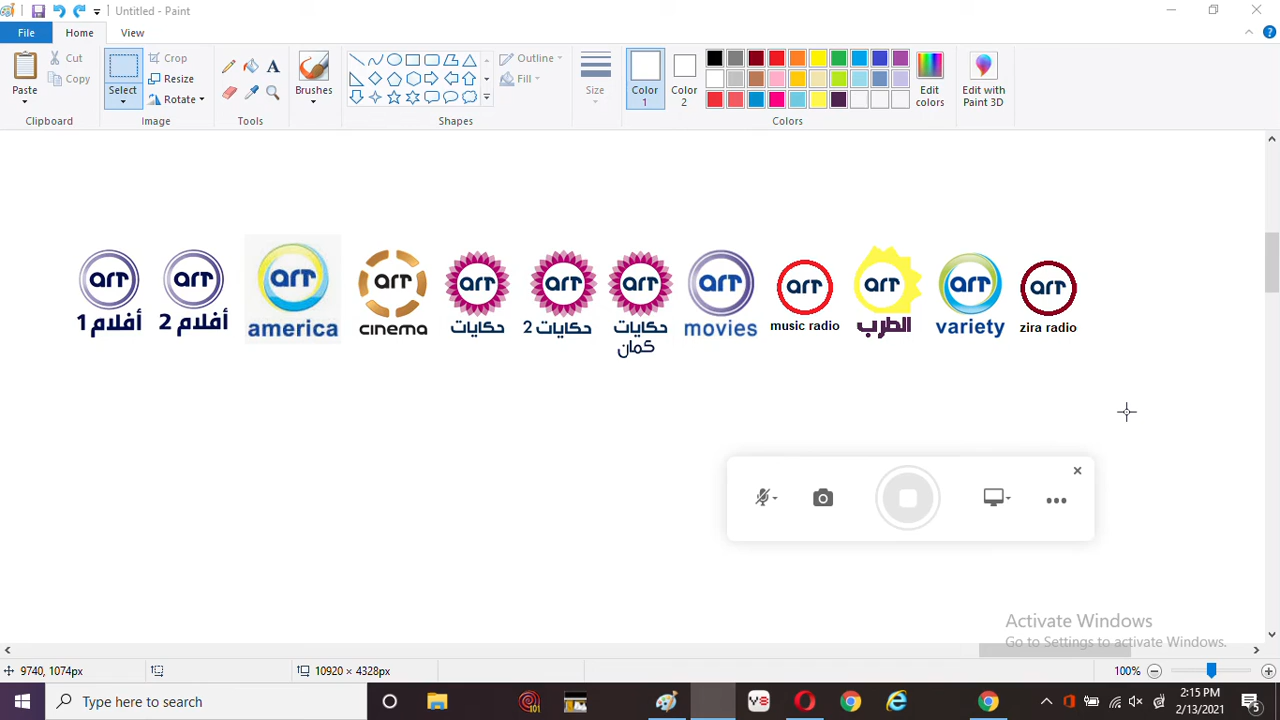 Untitled - Paint
File
Home
View
Paste
Cut
Copy
Clipboard
Select
Crop
Resize
Rotate
Image
A
Tools
Brushes
Shapes
Outline
Fill
Size
Color 1
Color 2
Edit colors
Colors
Edit with Paint 3D
art
أفلام 1
art
أفلام 2
art
america
art
cinema
art
حكايات
art
حكايات 2
art
حكايات
كمان
art
movies
art
music radio
art
الطرب
art
variety
art
zira radio
Activate Windows
Go to Settings to activate Windows.
9740, 1074px
10920 × 4328px
100%
Type here to search
101
2:15 PM
2/13/2021
5